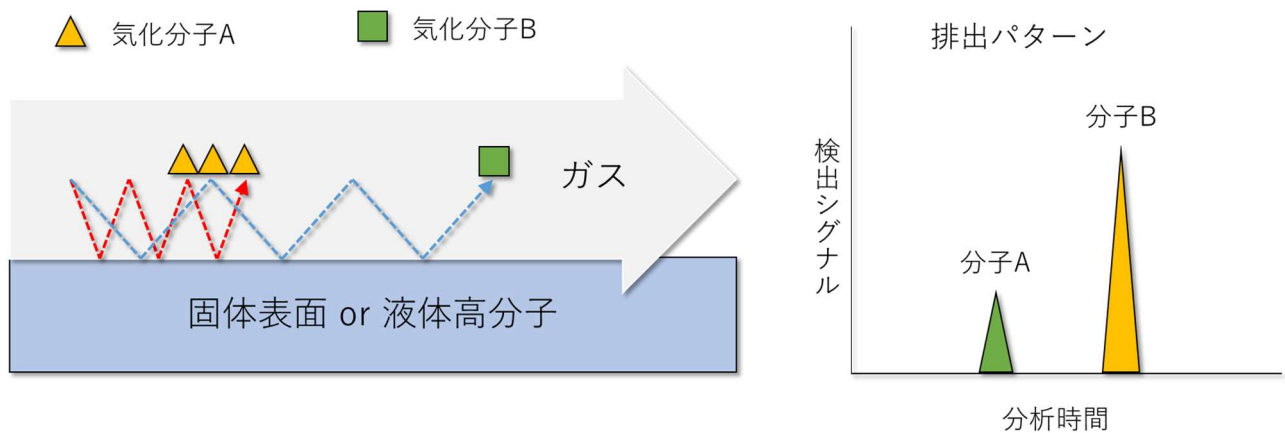 気化分子A
気化分子B
ガス
固体表面 or 液体高分子
排出パターン
検出シグナル
分子A
分子B
分析時間